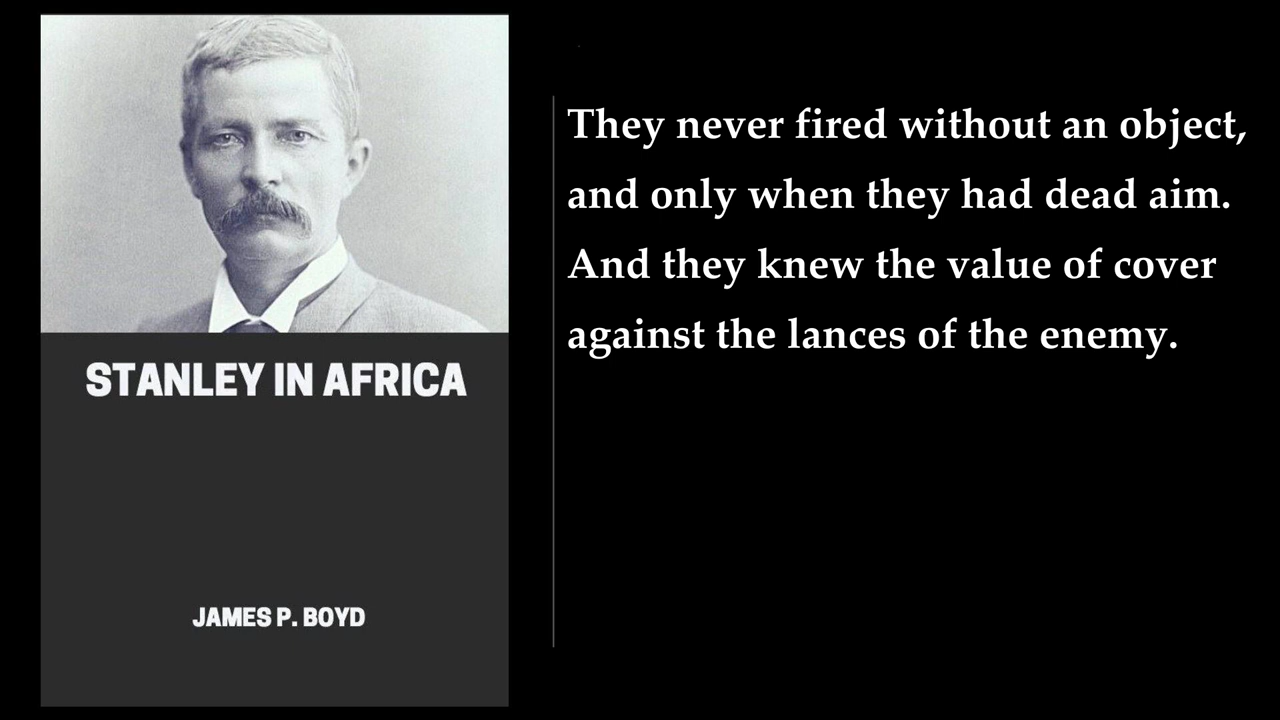 STANLEY IN AFRICA
JAMES P. BOYD
They never fired without an object,
and only when they had dead aim.
And they knew the value of cover
against the lances of the enemy.